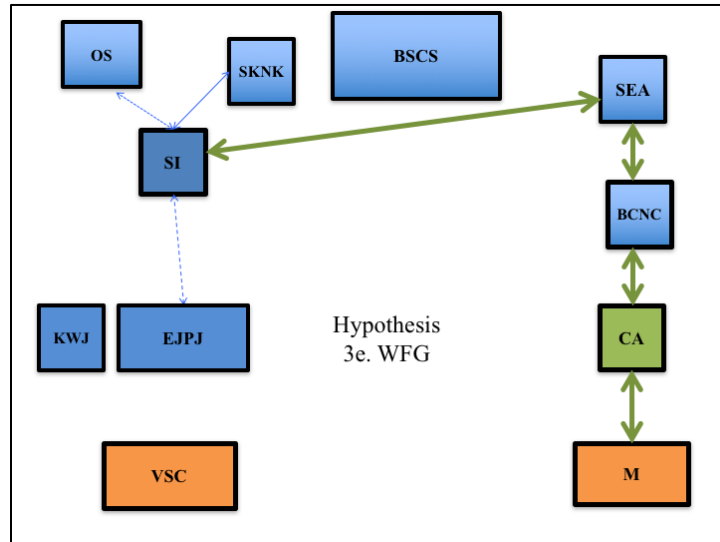 OS
SKNK
BSCS
SEA
SI
BCNC
KWJ
EJPJ
Hypothesis
3e. WFG
CA
VSC
M